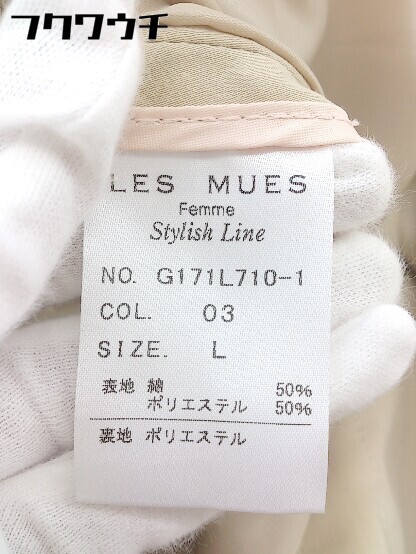 フクワウチ
LES MUES
Femme
Stylish Line
NO. G171L710-1
COL. 03
SIZE. L
表地 綿 50%
ポリエステル 50%
裏地 ポリエステル